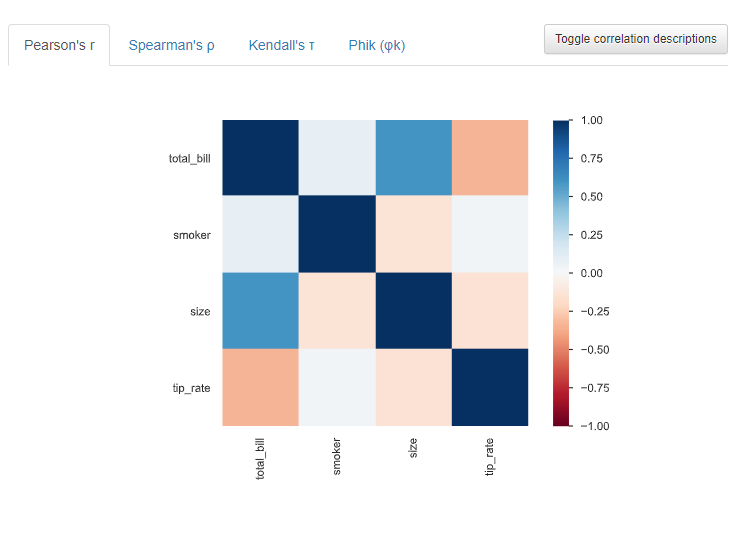 Pearson's r
Spearman's ρ
Kendall's τ
Phik (φk)
Toggle correlation descriptions
total_bill
smoker
size
tip_rate
total_bill
smoker
size
tip_rate
1.00
0.75
0.50
0.25
0.00
−0.25
−0.50
−0.75
−1.00